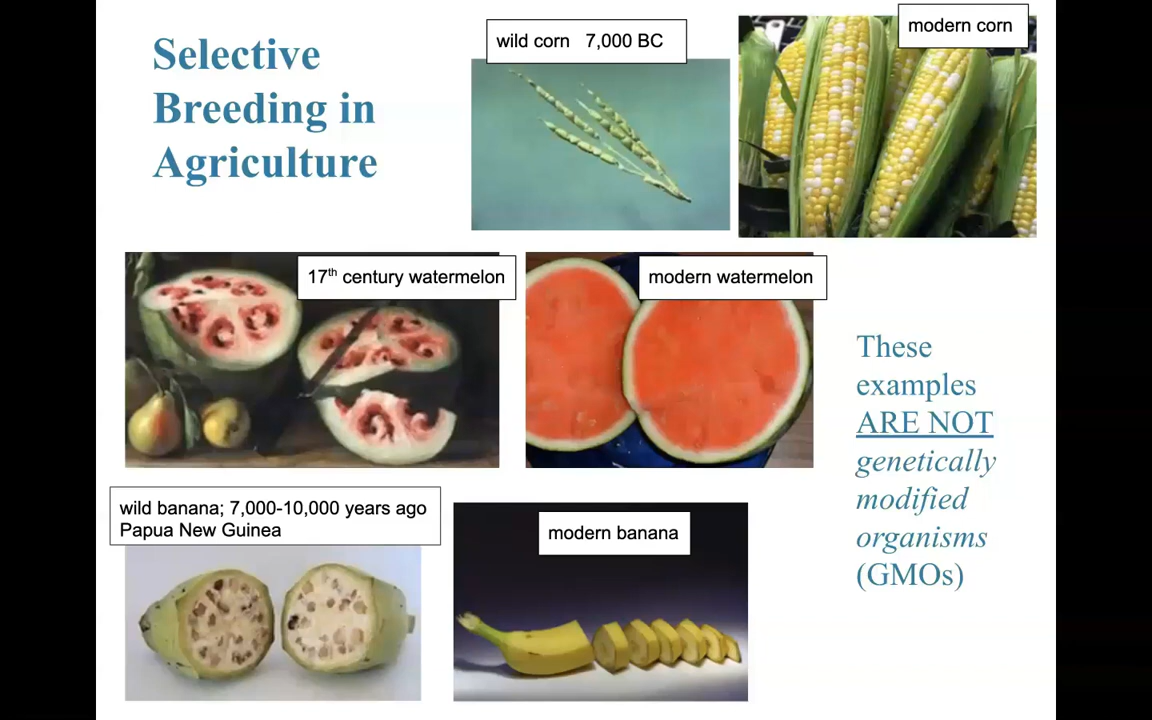 Selective
Breeding in
Agriculture
wild corn   7,000 BC
modern corn
17th century watermelon
modern watermelon
These
examples
ARE NOT
genetically
modified
organisms
(GMOs)
wild banana; 7,000-10,000 years ago
Papua New Guinea
modern banana